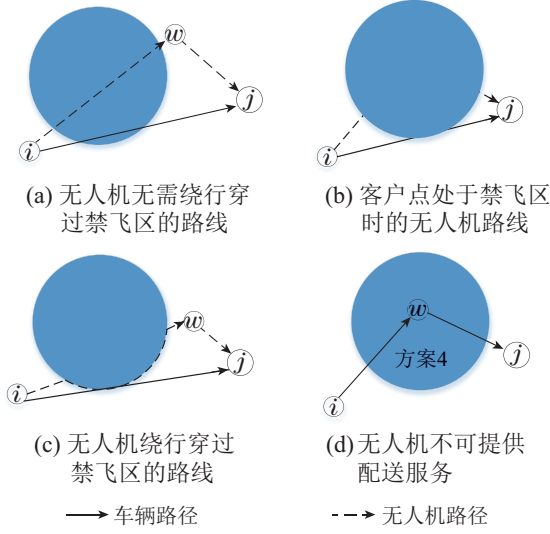 w
j
i
j
i
(a) 无人机无需绕行穿
过禁飞区的路线
(b) 客户点处于禁飞区
时的无人机路线
w
j
i
w
方案4
j
i
(c) 无人机绕行穿过
禁飞区的路线
(d) 无人机不可提供
配送服务
车辆路径
无人机路径